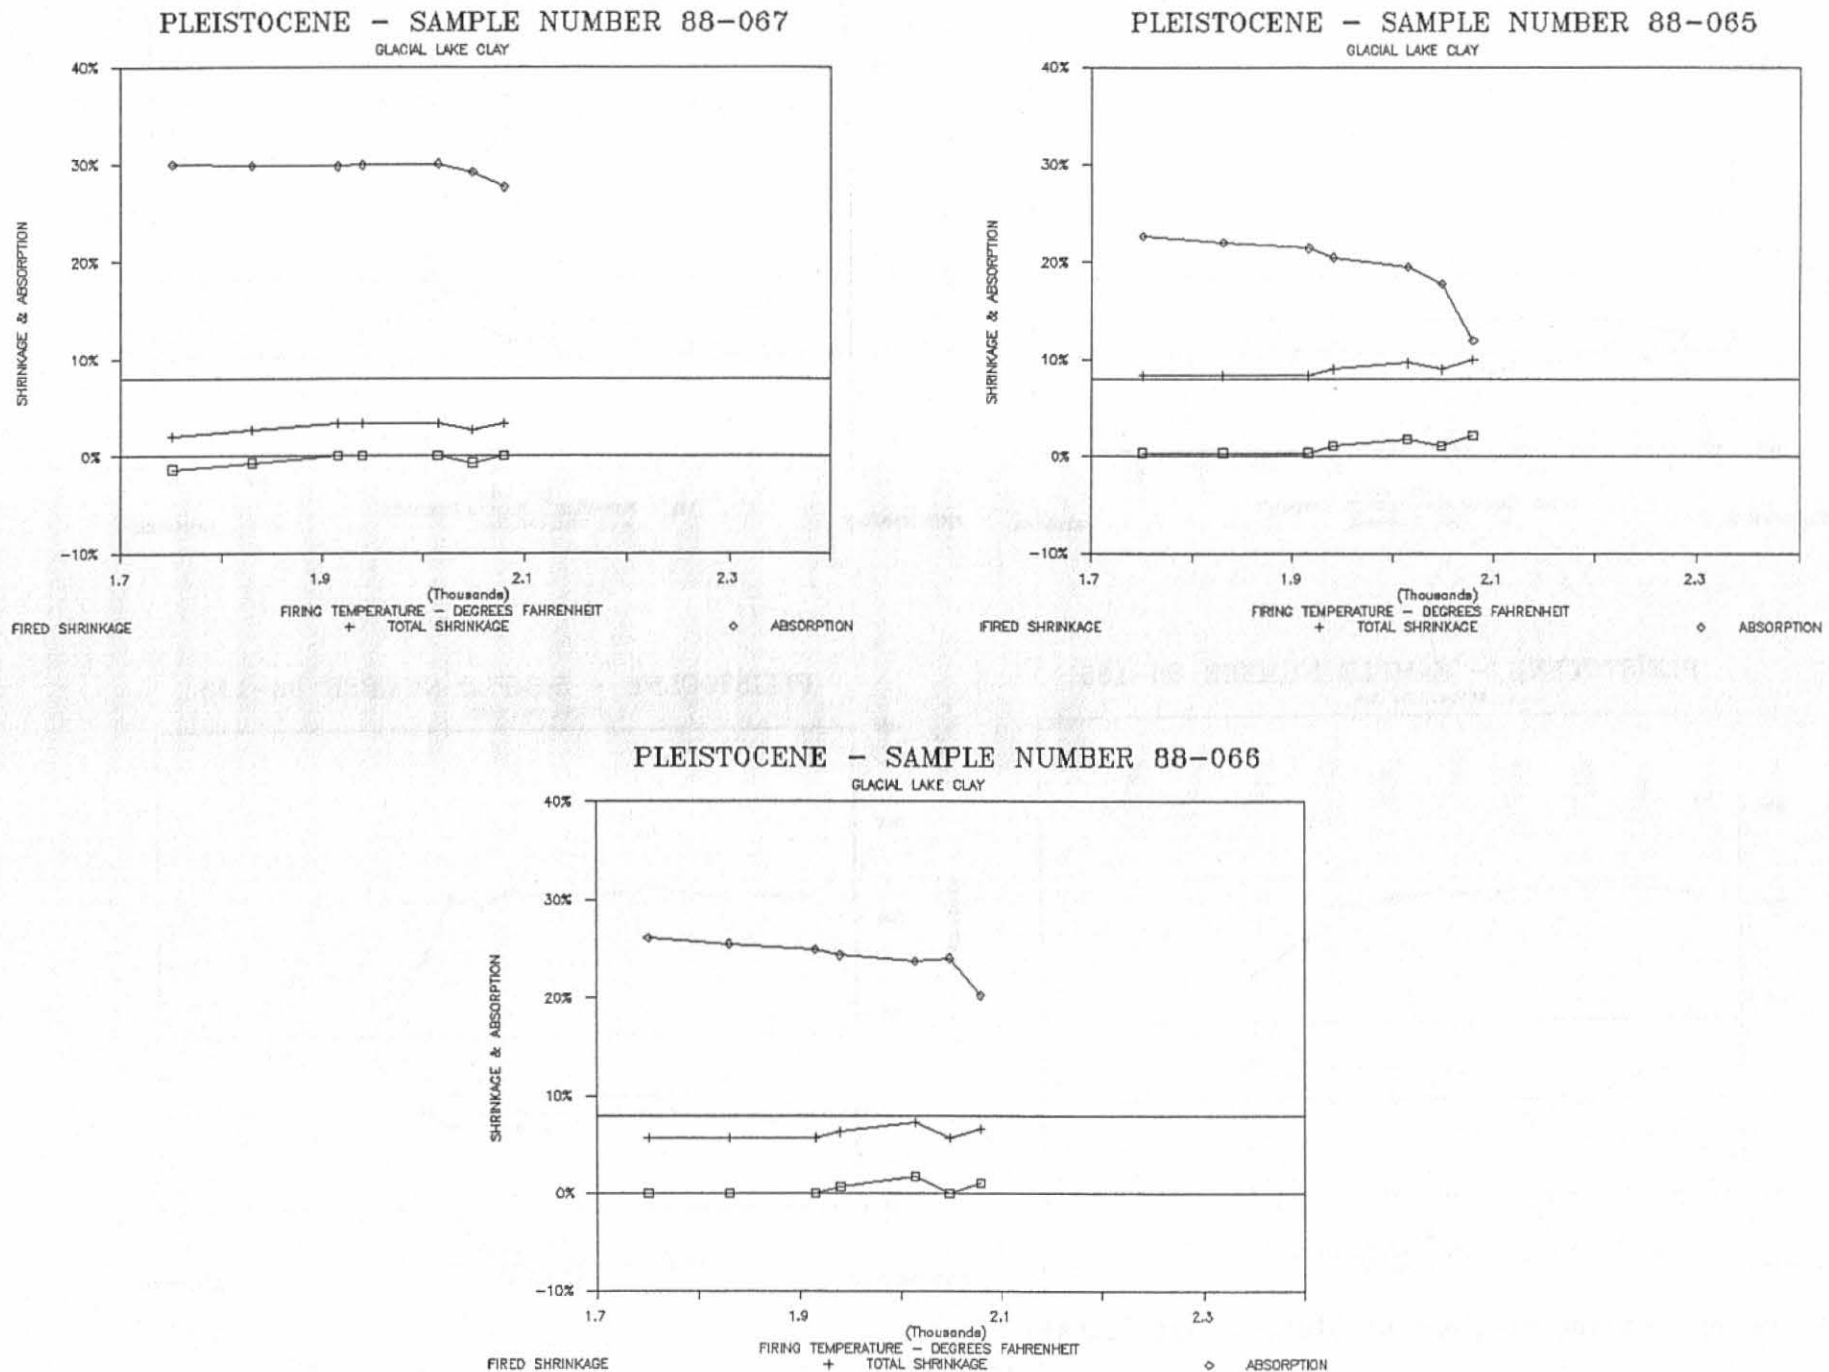 PLEISTOCENE - SAMPLE NUMBER 88-067
GLACIAL LAKE CLAY
40%
30%
20%
10%
0%
-10%
SHRINKAGE & ABSORPTION
1.7 1.9 2.1 2.3
(Thousands)
FIRING TEMPERATURE - DEGREES FAHRENHEIT
FIRED SHRINKAGE + TOTAL SHRINKAGE ◇ ABSORPTION
PLEISTOCENE - SAMPLE NUMBER 88-065
GLACIAL LAKE CLAY
40%
30%
20%
10%
0%
-10%
SHRINKAGE & ABSORPTION
1.7 1.9 2.1 2.3
(Thousands)
FIRING TEMPERATURE - DEGREES FAHRENHEIT
FIRED SHRINKAGE + TOTAL SHRINKAGE ◇ ABSORPTION
PLEISTOCENE - SAMPLE NUMBER 88-066
GLACIAL LAKE CLAY
40%
30%
20%
10%
0%
-10%
SHRINKAGE & ABSORPTION
1.7 1.9 2.1 2.3
(Thousands)
FIRING TEMPERATURE - DEGREES FAHRENHEIT
FIRED SHRINKAGE + TOTAL SHRINKAGE ◇ ABSORPTION